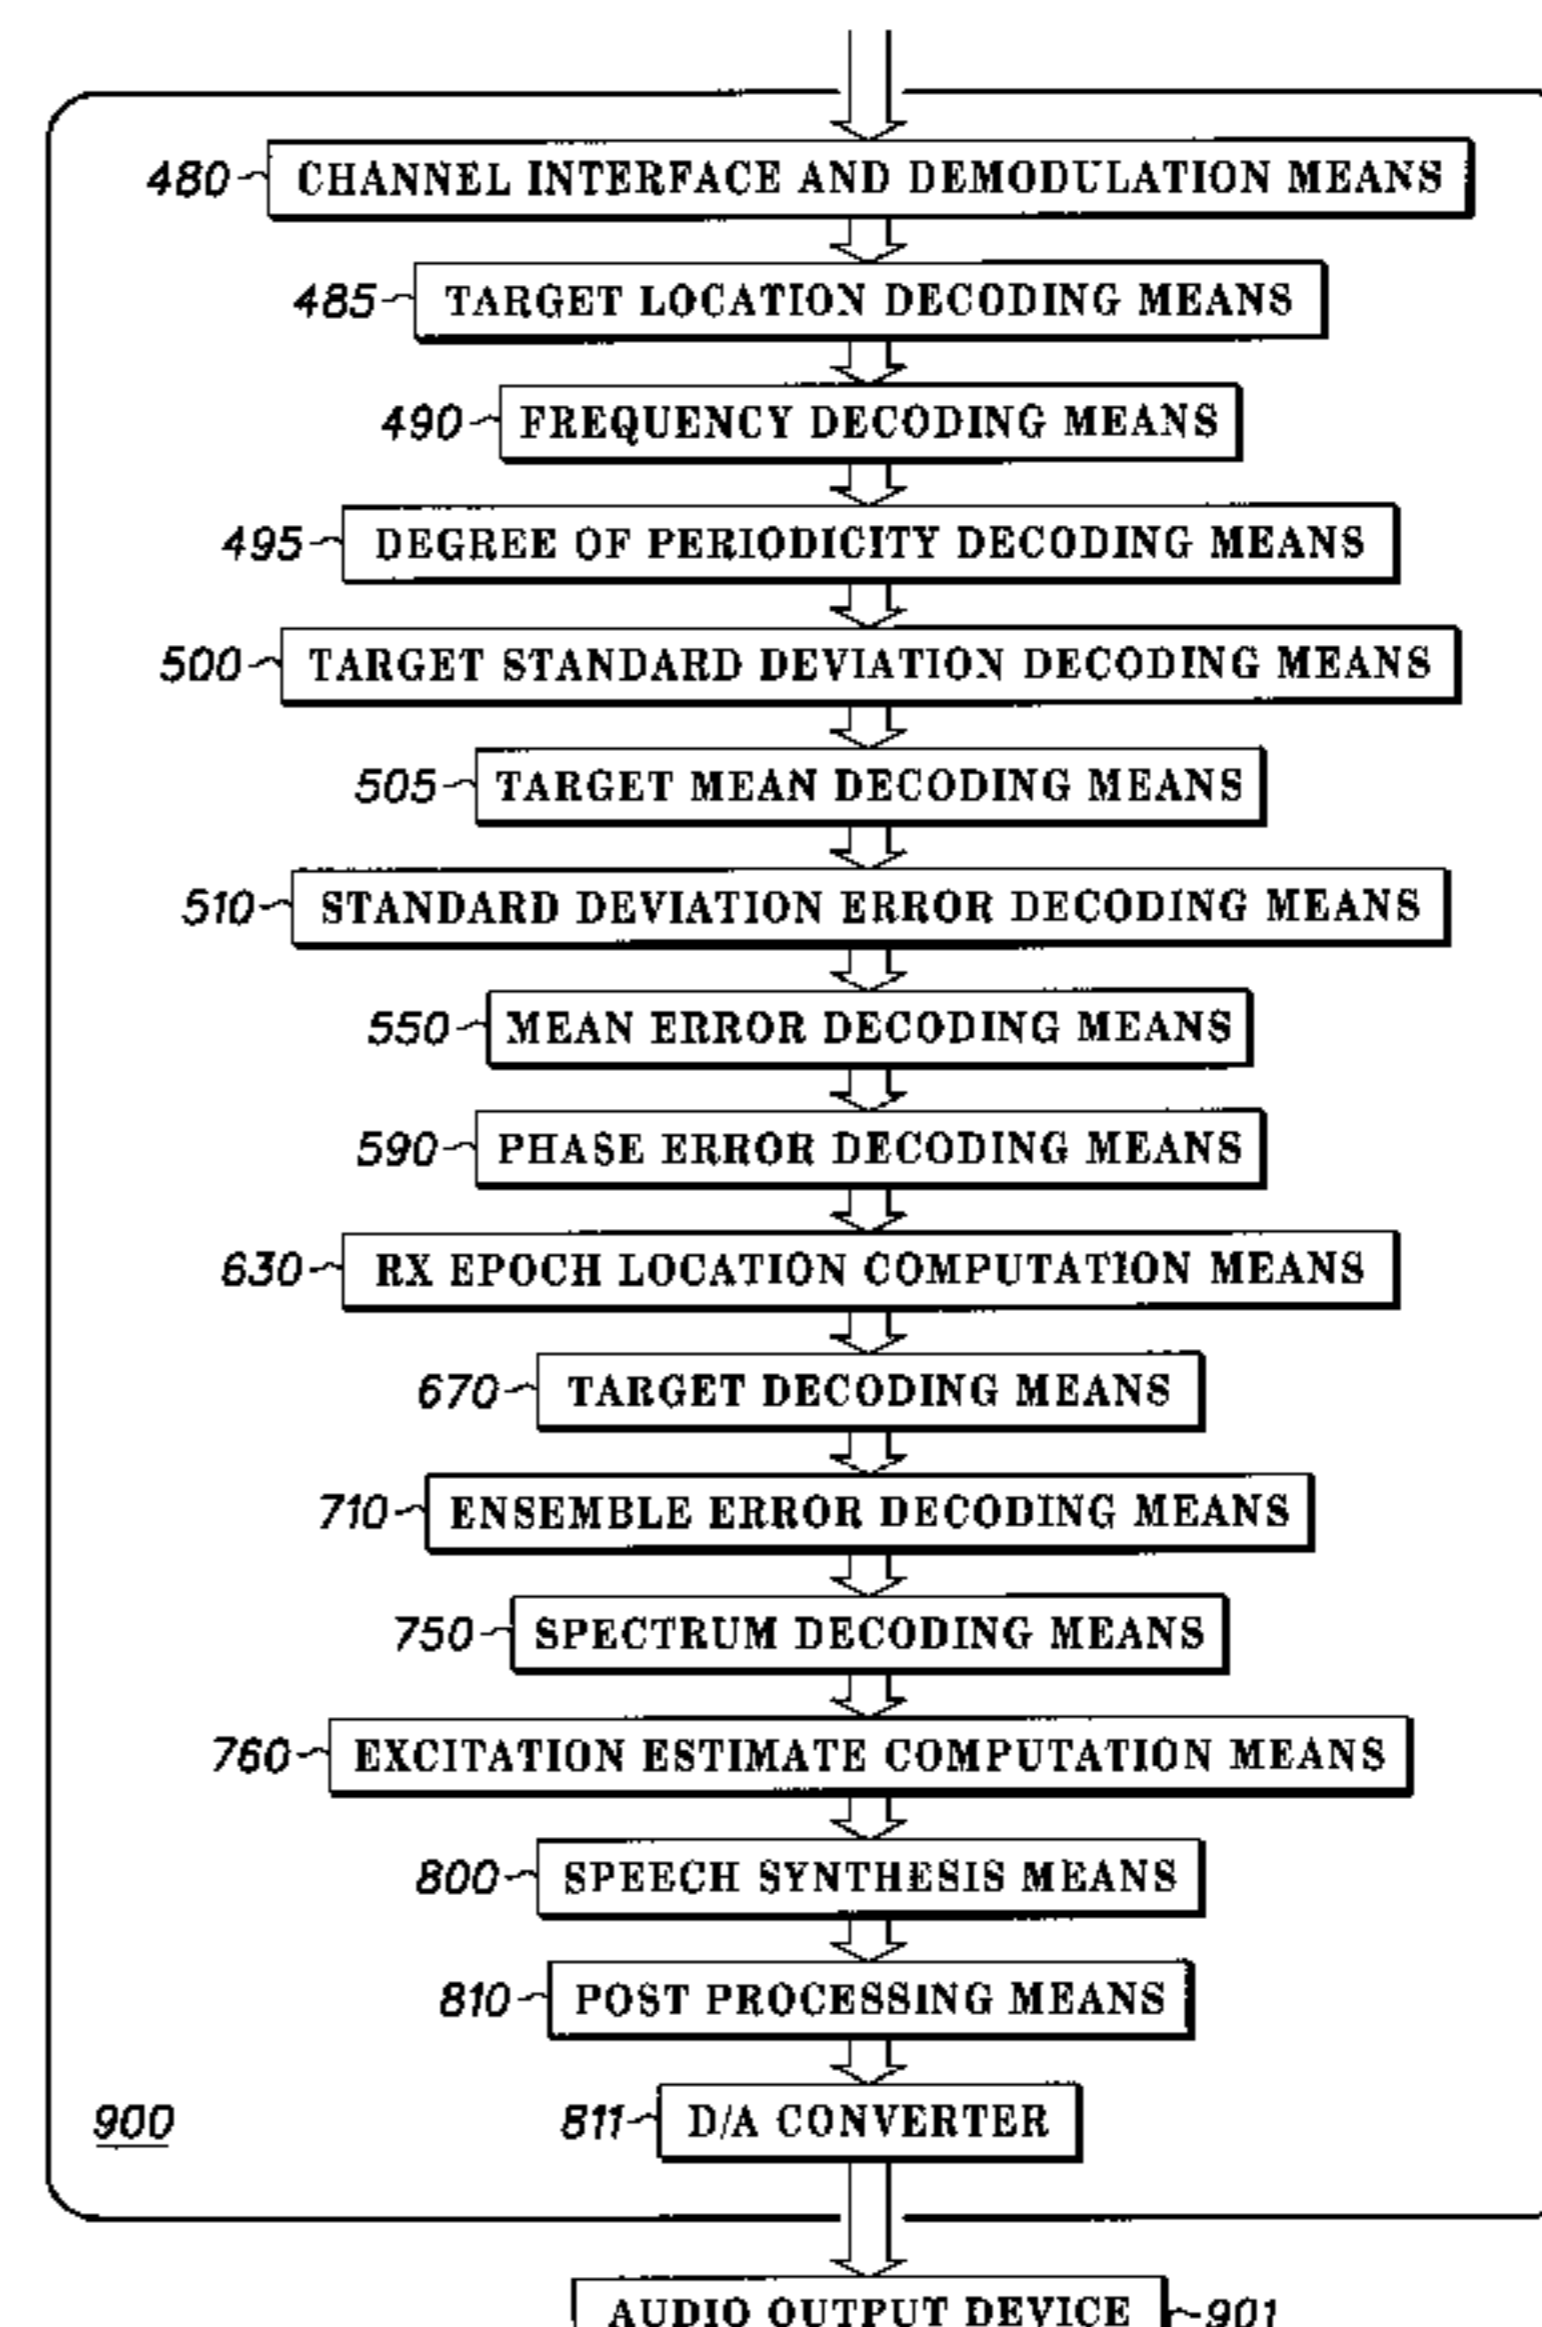 480 CHANNEL INTERFACE AND DEMODULATION MEANS
485 TARGET LOCATION DECODING MEANS
490 FREQUENCY DECODING MEANS
495 DEGREE OF PERIODICITY DECODING MEANS
500 TARGET STANDARD DEVIATION DECODING MEANS
505 TARGET MEAN DECODING MEANS
510 STANDARD DEVIATION ERROR DECODING MEANS
550 MEAN ERROR DECODING MEANS
590 PHASE ERROR DECODING MEANS
630 RX EPOCH LOCATION COMPUTATION MEANS
670 TARGET DECODING MEANS
710 ENSEMBLE ERROR DECODING MEANS
750 SPECTRUM DECODING MEANS
760 EXCITATION ESTIMATE COMPUTATION MEANS
800 SPEECH SYNTHESIS MEANS
810 POST PROCESSING MEANS
900 811 D/A CONVERTER
AUDIO OUTPUT DEVICE 901